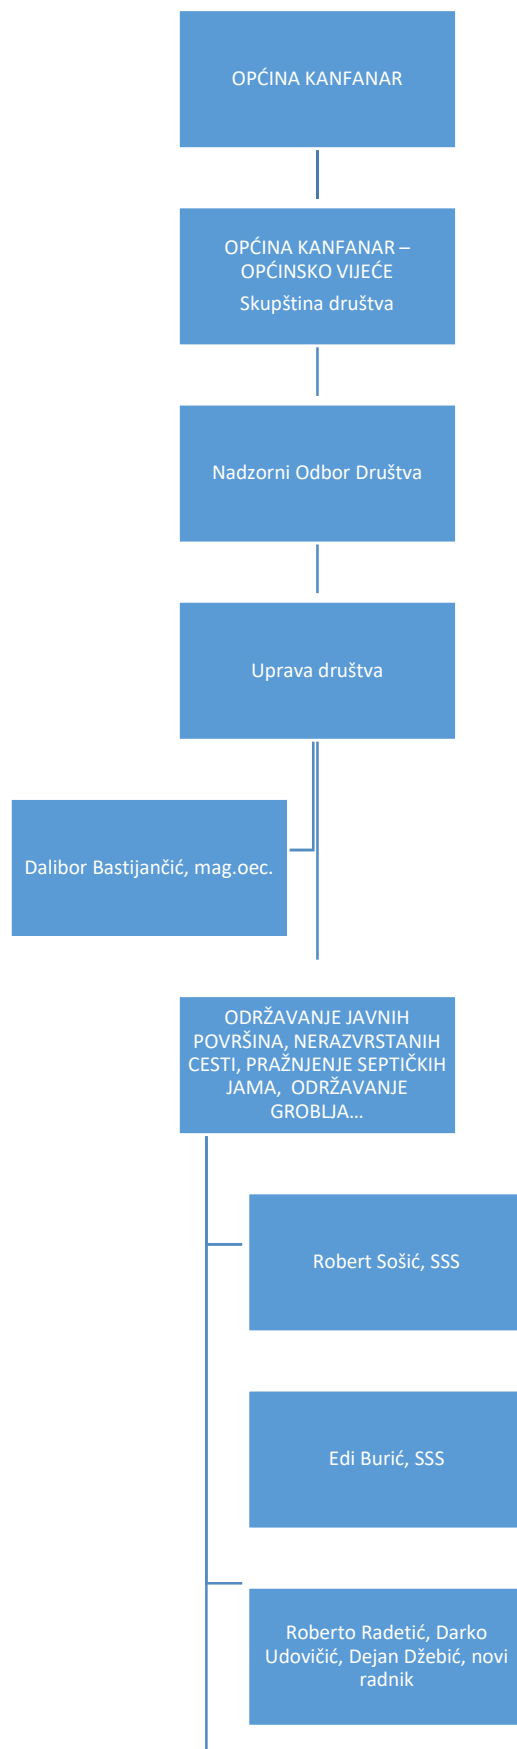 OPĆINA KANFANAR
OPĆINA KANFANAR –
OPĆINSKO VIJEĆE
Skupština društva
Nadzorni Odbor Društva
Uprava društva
Dalibor Bastijančić, mag.oec.
ODRŽAVANJE JAVNIH
POVRŠINA, NERAZVRSTANIH
CESTI, PRAŽNJENJE SEPTIČKIH
JAMA, ODRŽAVANJE
GROBLJA...
Robert Sošić, SSS
Edi Burić, SSS
Roberto Radetić, Darko
Udovičić, Dejan Džebić, novi
radnik